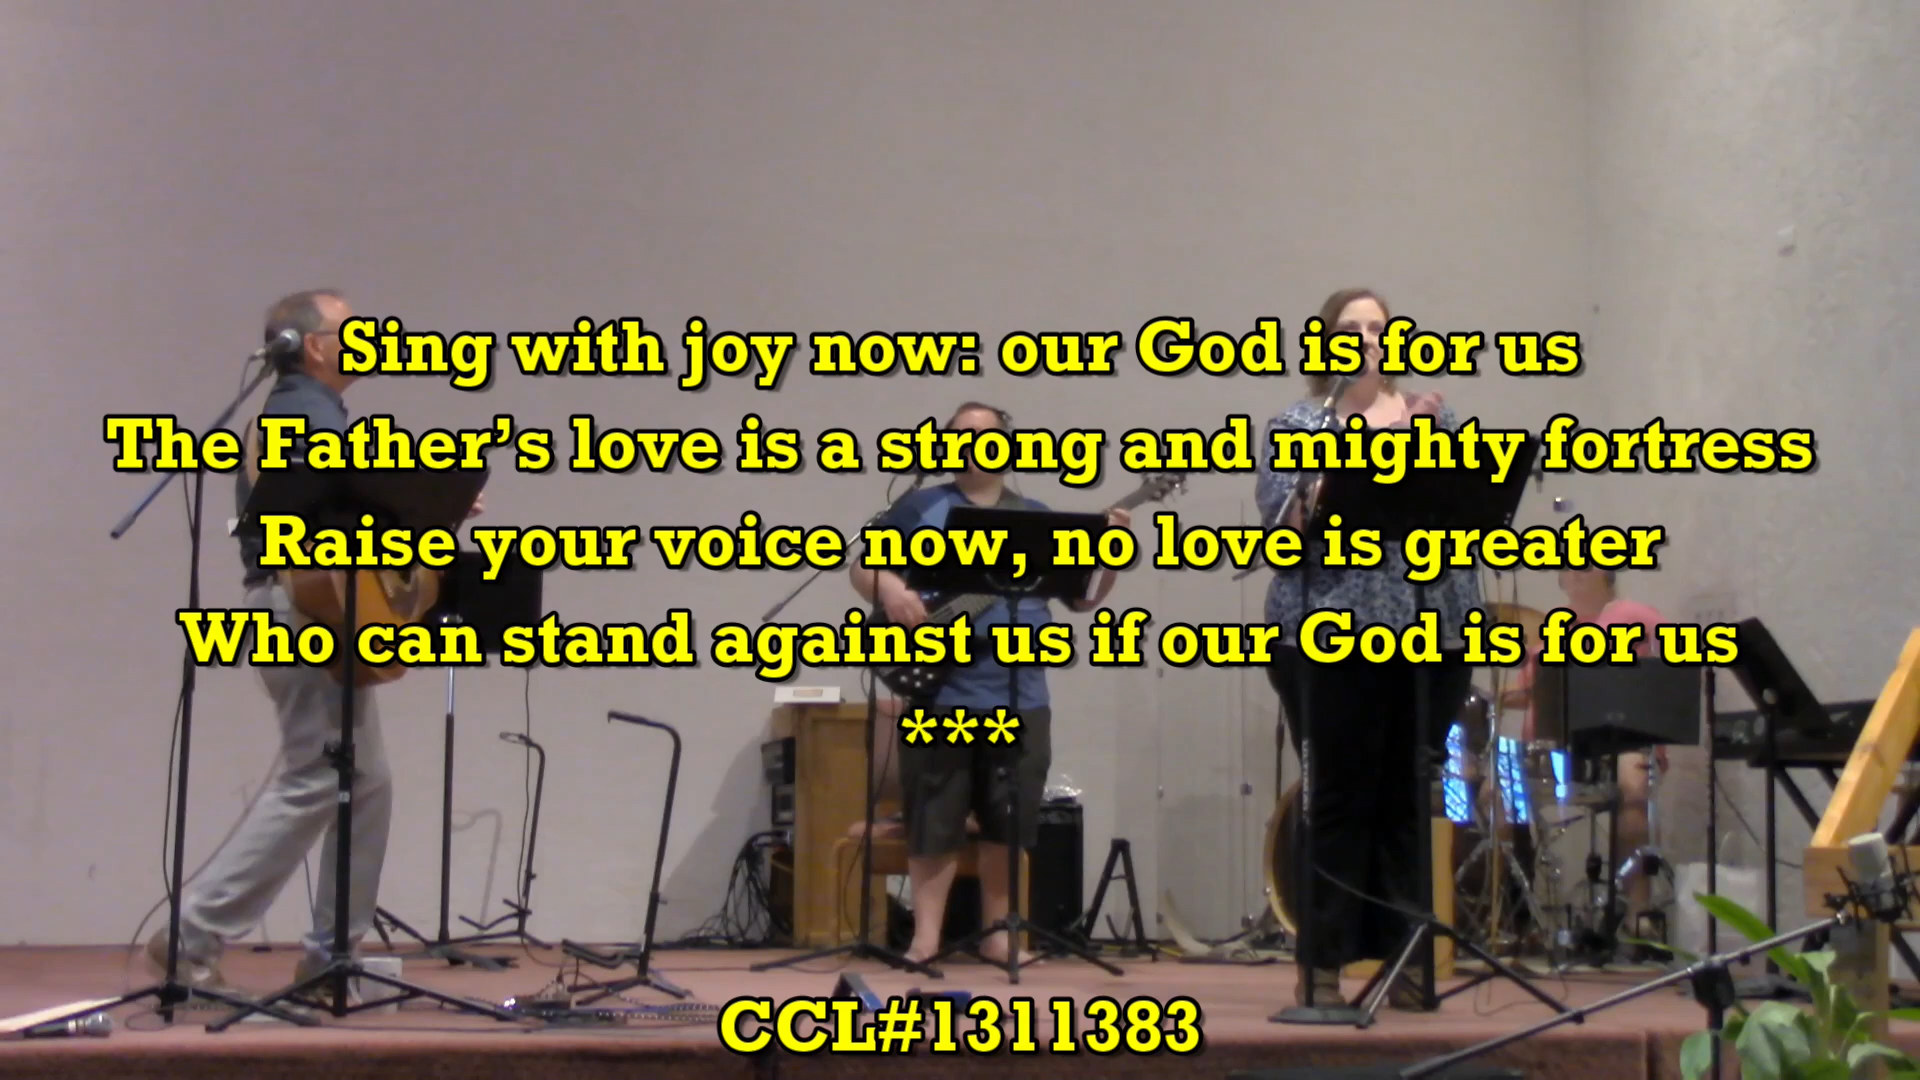 Sing with joy now: our God is for us
The Father’s love is a strong and mighty fortress
Raise your voice now, no love is greater
Who can stand against us if our God is for us
***
CCL#1311383